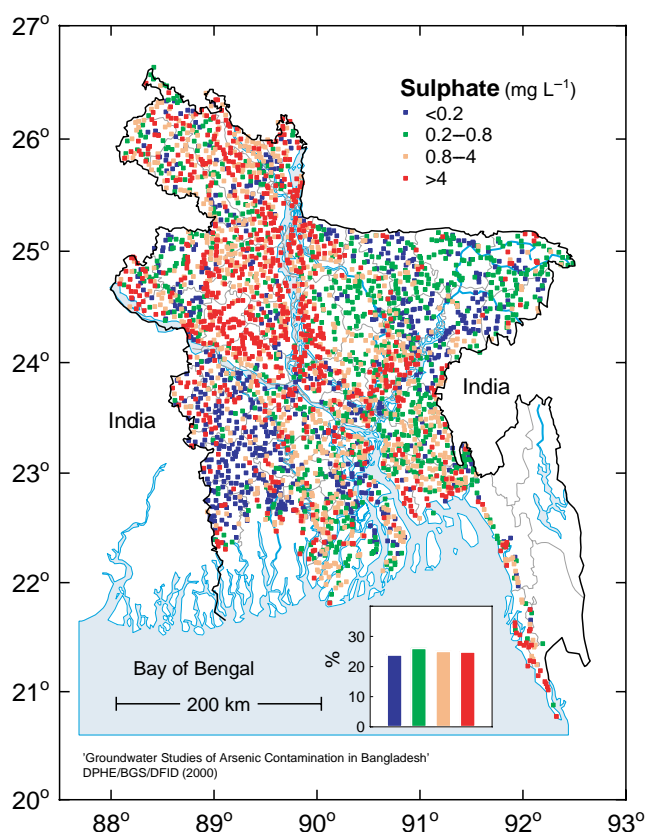 27°
26°
25°
24°
23°
22°
21°
20°
Sulphate (mg L⁻¹)
<0.2
0.2–0.8
0.8–4
>4
India
India
Bay of Bengal
200 km
%
30
20
10
0
'Groundwater Studies of Arsenic Contamination in Bangladesh'
DPHE/BGS/DFID (2000)
88° 89° 90° 91° 92° 93°